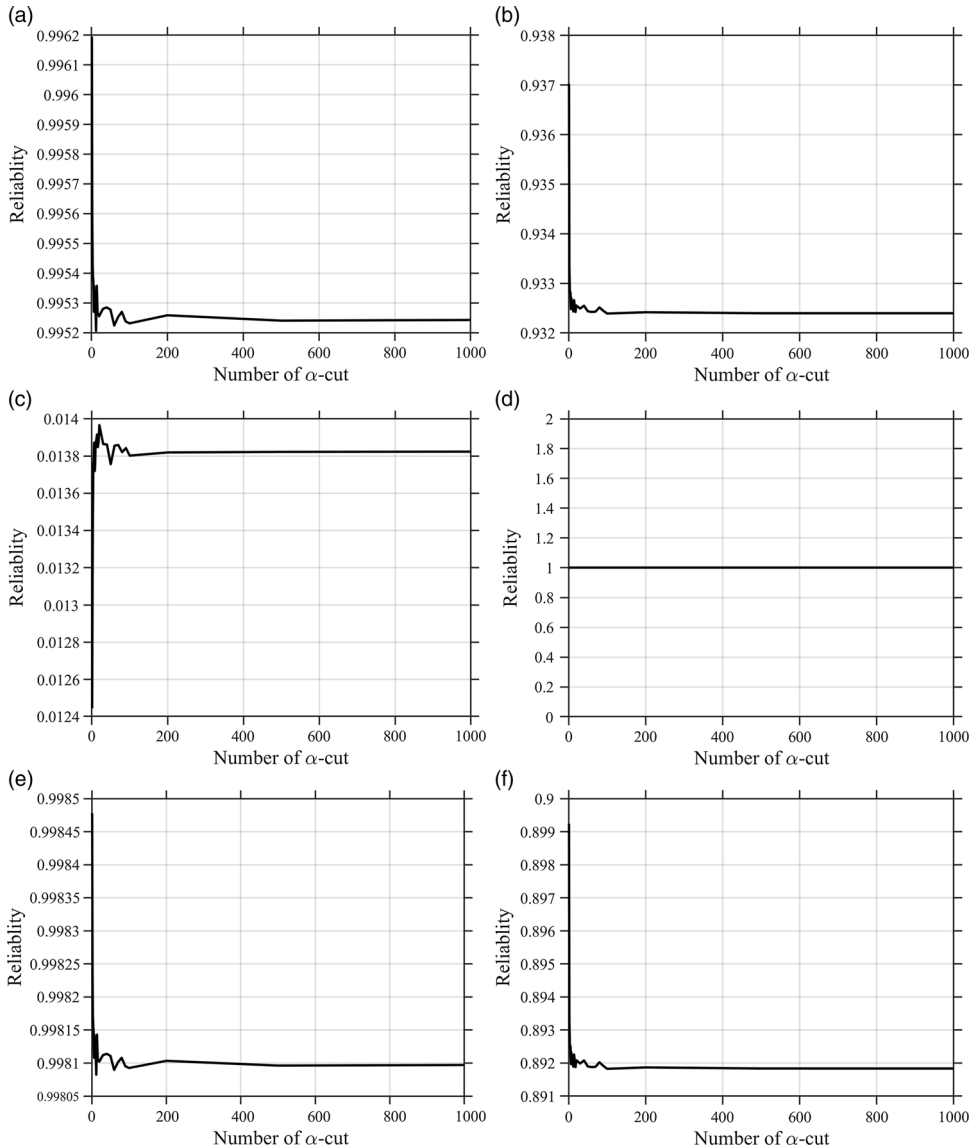 (a)
0.9962
0.9961
0.996
0.9959
0.9958
0.9957
0.9956
0.9955
0.9954
0.9953
0.9952
Reliablity
0 200 400 600 800 1000
Number of α-cut
(b)
0.938
0.937
0.936
0.935
0.934
0.933
0.932
Reliablity
0 200 400 600 800 1000
Number of α-cut
(c)
0.014
0.0138
0.0136
0.0134
0.0132
0.013
0.0128
0.0126
0.0124
Reliablity
0 200 400 600 800 1000
Number of α-cut
(d)
2
1.8
1.6
1.4
1.2
1
0.8
0.6
0.4
0.2
0
Reliablity
0 200 400 600 800 1000
Number of α-cut
(e)
0.9985
0.99845
0.9984
0.99835
0.9983
0.99825
0.9982
0.99815
0.9981
0.99805
Reliablity
0 200 400 600 800 1000
Number of α-cut
(f)
0.9
0.899
0.898
0.897
0.896
0.895
0.894
0.893
0.892
0.891
Reliablity
0 200 400 600 800 1000
Number of α-cut